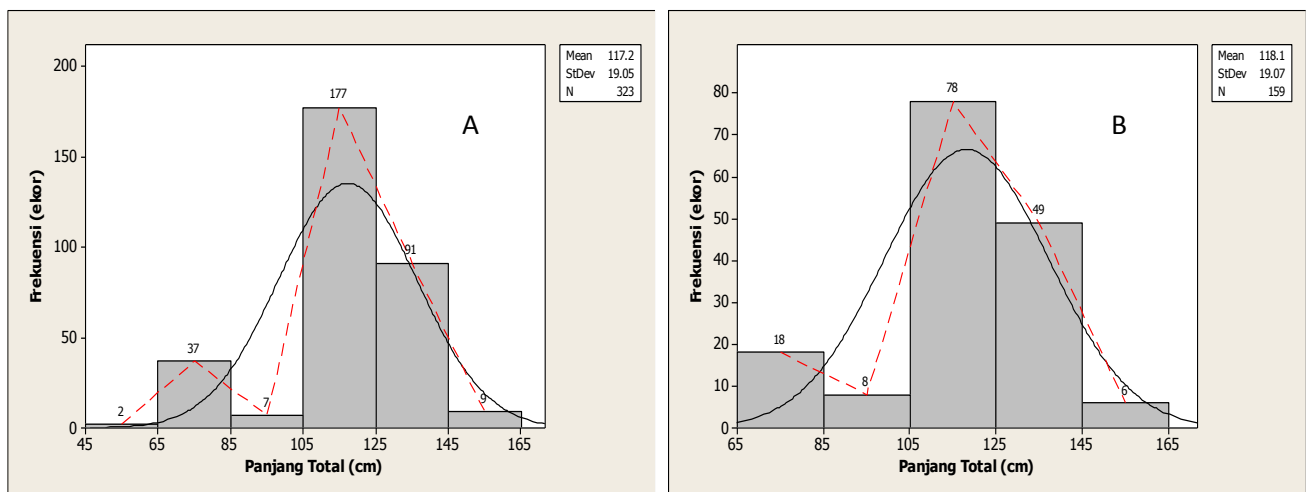 Mean 117.2
StDev 19.05
N 323
A
Frekuensi (ekor)
200
150
100
50
0
2
37
7
177
91
9
45 65 85 105 125 145 165
Panjang Total (cm)
Mean 118.1
StDev 19.07
N 159
B
Frekuensi (ekor)
80
70
60
50
40
30
20
10
0
18
8
78
49
6
65 85 105 125 145 165
Panjang Total (cm)